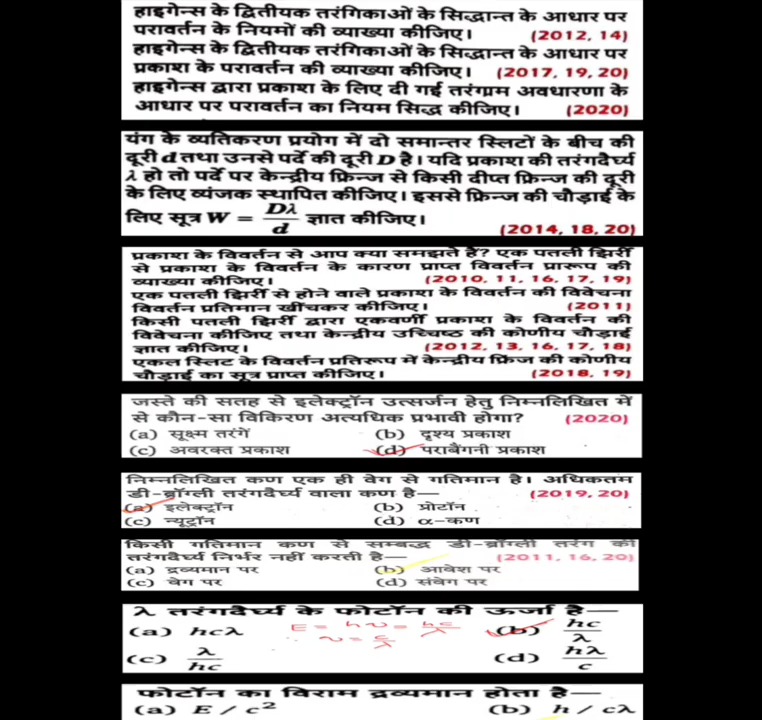 हाइगेन्स के द्वितीयक तरंगिकाओं के सिद्धान्त के आधार पर
परावर्तन के नियमों की व्याख्या कीजिए। (2012, 14)
हाइगेन्स के द्वितीयक तरंगिकाओं के सिद्धान्त के आधार पर
प्रकाश के परावर्तन की व्याख्या कीजिए। (2017, 19, 20)
हाइगेन्स द्वारा प्रकाश के लिए दी गई तरंगाग्र अवधारणा के
आधार पर परावर्तन का नियम सिद्ध कीजिए। (2020)
यंग के व्यतिकरण प्रयोग में दो समान्तर स्लिटों के बीच की
दूरी d तथा उनसे पर्दे की दूरी D है। यदि प्रकाश की तरंगदैर्घ्य
λ हो तो पर्दे पर केन्द्रीय फ्रिन्ज से किसी दीप्त फ्रिन्ज की दूरी
के लिए व्यंजक स्थापित कीजिए। इससे फ्रिन्ज की चौड़ाई के
लिए सूत्र W = Dλ/d ज्ञात कीजिए। (2014, 18, 20)
प्रकाश के विवर्तन से आप क्या समझते हैं? एक पतली झिर्री
से प्रकाश के विवर्तन के कारण प्राप्त विवर्तन प्रारूप की
व्याख्या कीजिए। (2010, 11, 16, 17, 19)
एक पतली झिर्री से होने वाले प्रकाश के विवर्तन की विवेचना
विवर्तन प्रतिमान खींचकर कीजिए। (2011)
किसी पतली झिर्री द्वारा एकवर्णी प्रकाश के विवर्तन की
विवेचना कीजिए तथा केन्द्रीय उच्चिष्ठ की कोणीय चौड़ाई
ज्ञात कीजिए। (2012, 13, 16, 17, 18)
एकल स्लिट के विवर्तन प्रतिरूप में केन्द्रीय फ्रिंज की कोणीय
चौड़ाई का सूत्र प्राप्त कीजिए। (2018, 19)
जस्ते की सतह से इलेक्ट्रॉन उत्सर्जन हेतु निम्नलिखित में
से कौन-सा विकिरण अत्यधिक प्रभावी होगा? (2020)
(a) सूक्ष्म तरंगें (b) दृश्य प्रकाश
(c) अवरक्त प्रकाश (d) पराबैंगनी प्रकाश
निम्नलिखित कण एक ही वेग से गतिमान है। अधिकतम
डी-ब्रॉग्ली तरंगदैर्घ्य वाला कण है— (2019, 20)
(a) इलेक्ट्रॉन (b) प्रोटॉन
(c) न्यूट्रॉन (d) α-कण
किसी गतिमान कण से सम्बद्ध डी-ब्रॉग्ली तरंग की
तरंगदैर्घ्य निर्भर नहीं करती है— (2011, 16, 20)
(a) द्रव्यमान पर (b) आवेश पर
(c) वेग पर (d) संवेग पर
λ तरंगदैर्घ्य के फोटॉन की ऊर्जा है—
(a) hcλ E = hν = hc/λ (b) hc/λ
∵ ν = c/λ
(c) λ/hc (d) hλ/c
फोटॉन का विराम द्रव्यमान होता है—
(a) E / c² (b) h / cλ